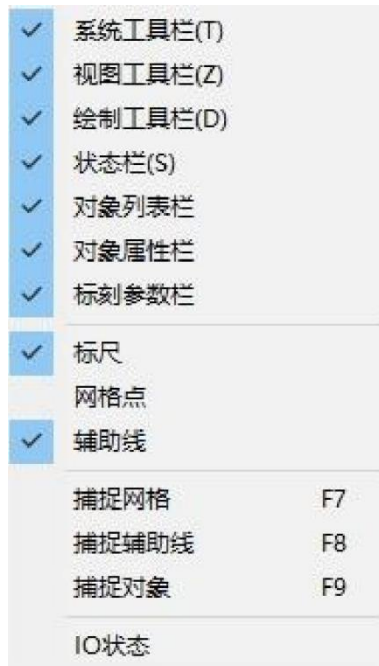 系统工具栏(T)
视图工具栏(Z)
绘制工具栏(D)
状态栏(S)
对象列表栏
对象属性栏
标刻参数栏
标尺
网格点
辅助线
捕捉网格 F7
捕捉辅助线 F8
捕捉对象 F9
IO状态